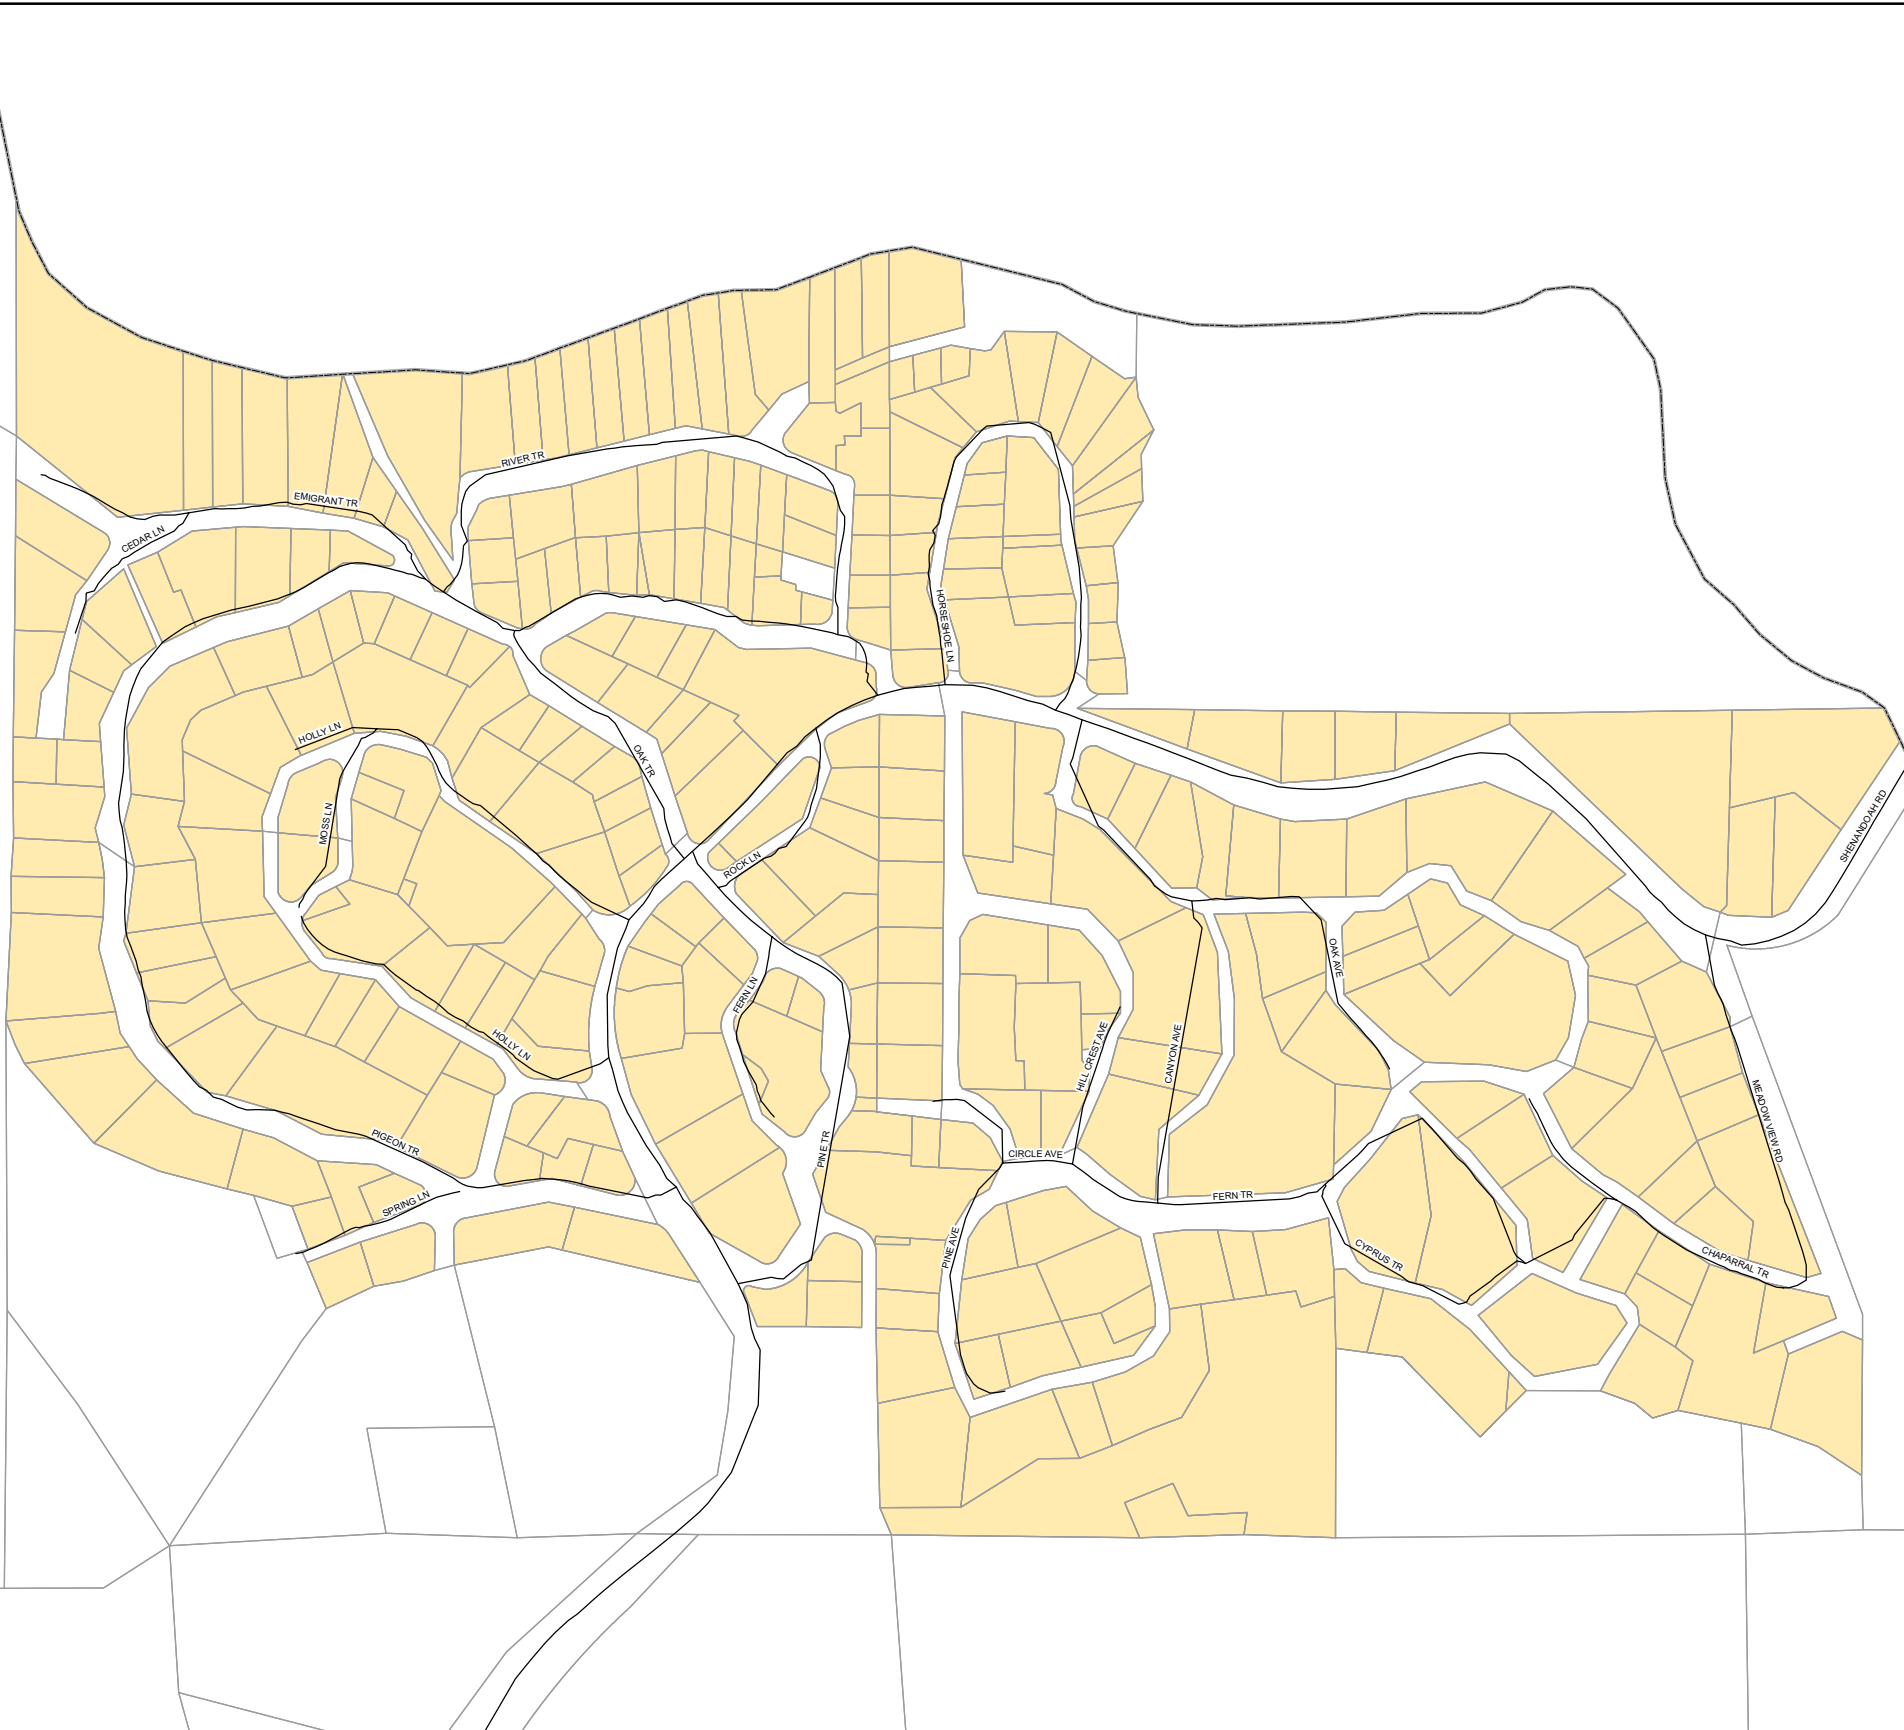 RIVER TR
EMIGRANT TR
CEDAR LN
HORSESHOE LN
HOLLY LN
OAK TR
MOSS LN
ROCK LN
SHENANDOAH RD
OAK AVE
FERN LN
HOLLY LN
HILL CREST AVE
CANYON AVE
MEADOW VIEW RD
PIGEON TR
PINE TR
CIRCLE AVE
SPRING LN
FERN TR
PINE AVE
CYPRUS TR
CHAPARRAL TR